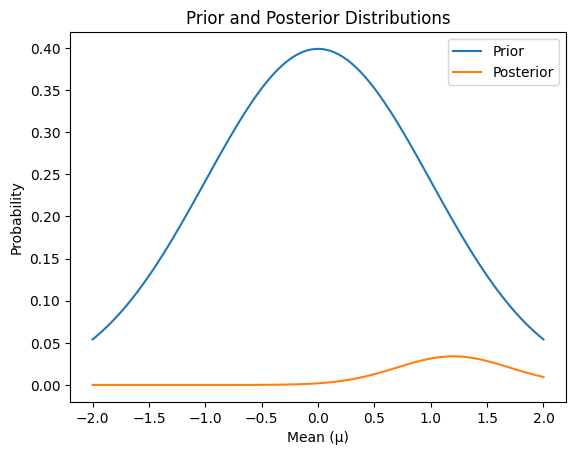 Prior and Posterior Distributions
Prior
Posterior
Probability
0.40
0.35
0.30
0.25
0.20
0.15
0.10
0.05
0.00
−2.0 −1.5 −1.0 −0.5 0.0 0.5 1.0 1.5 2.0
Mean (μ)